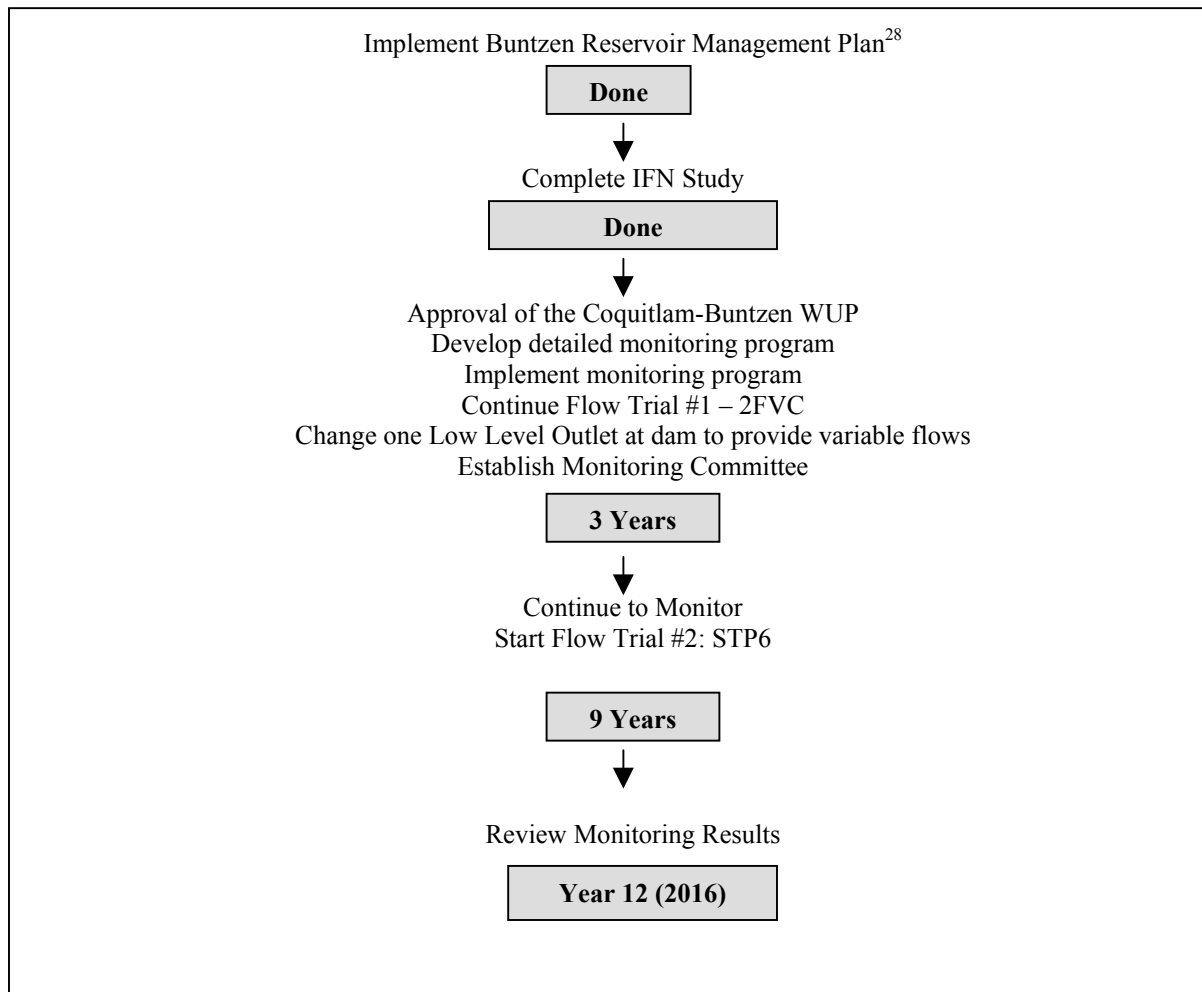 Implement Buntzen Reservoir Management Plan28
Done
Complete IFN Study
Done
Approval of the Coquitlam-Buntzen WUP
Develop detailed monitoring program
Implement monitoring program
Continue Flow Trial #1 – 2FVC
Change one Low Level Outlet at dam to provide variable flows
Establish Monitoring Committee
3 Years
Continue to Monitor
Start Flow Trial #2: STP6
9 Years
Review Monitoring Results
Year 12 (2016)